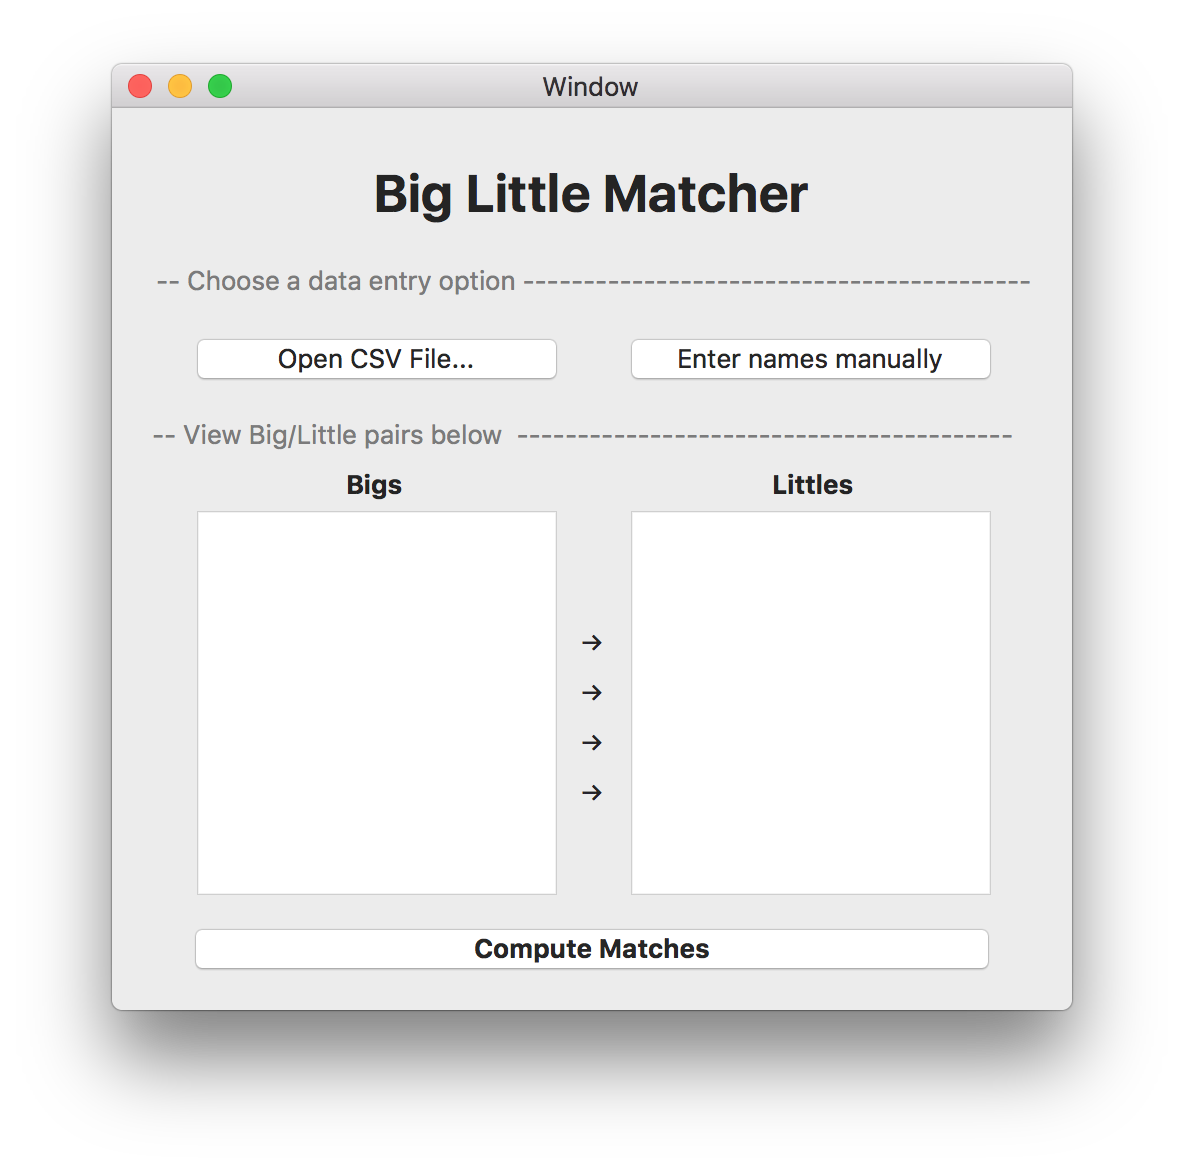 Window
Big Little Matcher
-- Choose a data entry option ------------------------------------------
Open CSV File... Enter names manually
-- View Big/Little pairs below -----------------------------------------
Bigs Littles
→
→
→
→
Compute Matches